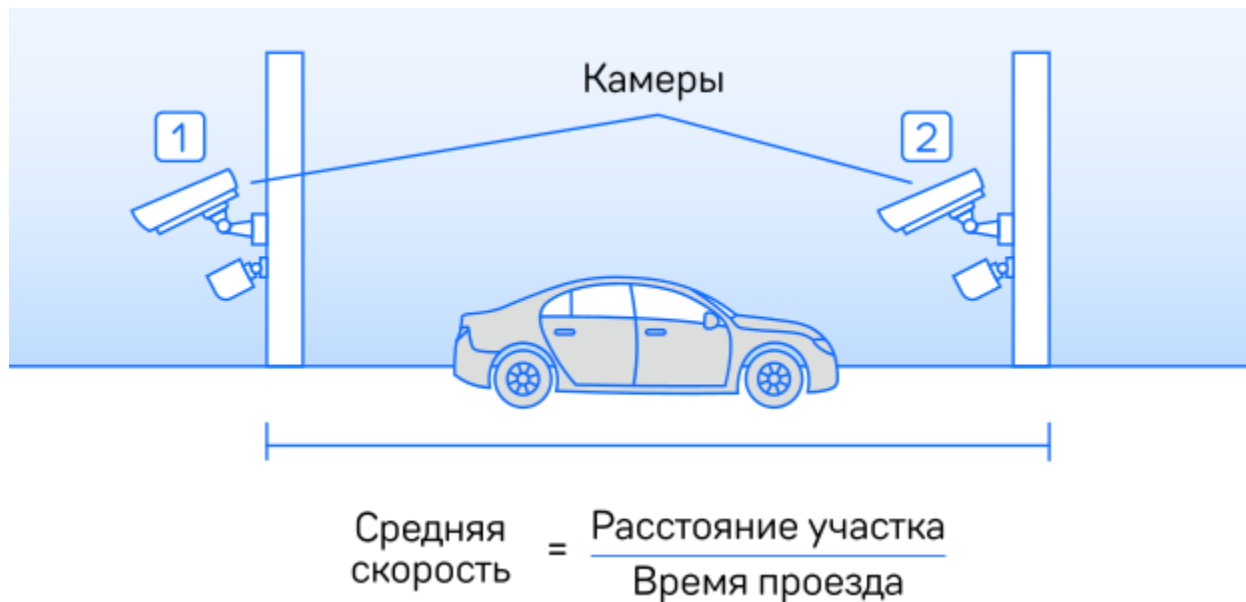 Камеры
1
2
Средняя
скорость
=
Расстояние участка
Время проезда